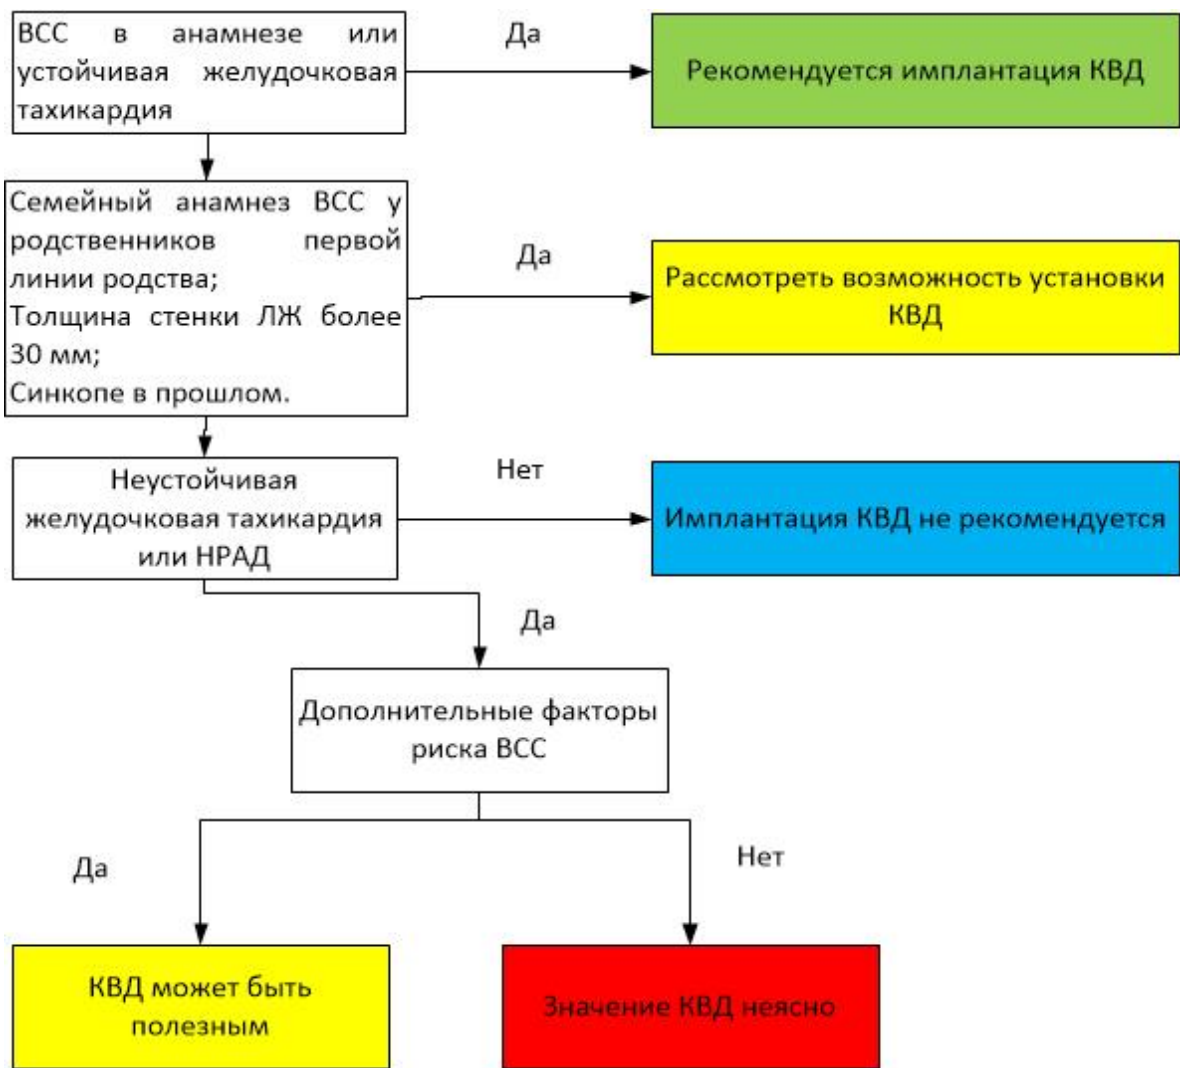 ВСС в анамнезе или
устойчивая желудочковая
тахикардия
Да
Рекомендуется имплантация КВД
Семейный анамнез ВСС у
родственников первой
линии родства;
Толщина стенки ЛЖ более
30 мм;
Синкопе в прошлом.
Да
Рассмотреть возможность установки
КВД
Неустойчивая
желудочковая тахикардия
или НРАД
Нет
Имплантация КВД не рекомендуется
Да
Дополнительные факторы
риска ВСС
Да
Нет
КВД может быть
полезным
Значение КВД неясно